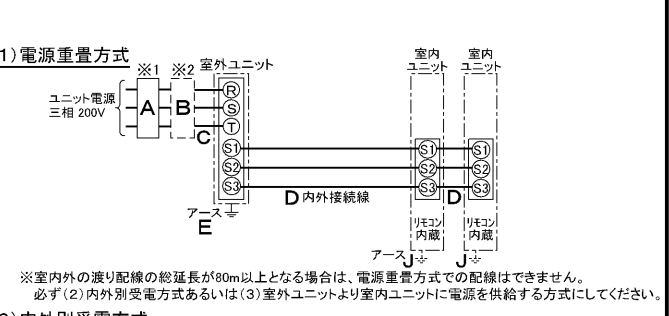 1)電源重畳方式
※1 ※2 室外ユニット 室内ユニット 室内ユニット
ユニット電源
三相 200V
A B C
R
S
T
S1 S1 S1
S2 S2 S2
S3 S3 S3
D 内外接続線 D
アース
E
リモコン内蔵 リモコン内蔵
アース J J
※室内外の渡り配線の総延長が80m以上となる場合は、電源重畳方式での配線はできません。
必ず(2)内外別受電方式あるいは(3)室外ユニットより室内ユニットに電源を供給する方式にしてください。
2)内外別受電方式